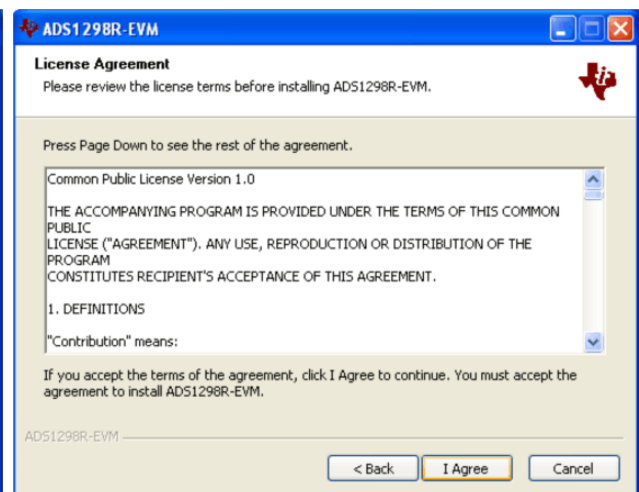 ADS1298R-EVM
License Agreement
Please review the license terms before installing ADS1298R-EVM.
Press Page Down to see the rest of the agreement.
Common Public License Version 1.0
THE ACCOMPANYING PROGRAM IS PROVIDED UNDER THE TERMS OF THIS COMMON
PUBLIC
LICENSE ("AGREEMENT"). ANY USE, REPRODUCTION OR DISTRIBUTION OF THE
PROGRAM
CONSTITUTES RECIPIENT'S ACCEPTANCE OF THIS AGREEMENT.
1. DEFINITIONS
"Contribution" means:
If you accept the terms of the agreement, click I Agree to continue. You must accept the
agreement to install ADS1298R-EVM.
ADS1298R-EVM
< Back I Agree Cancel